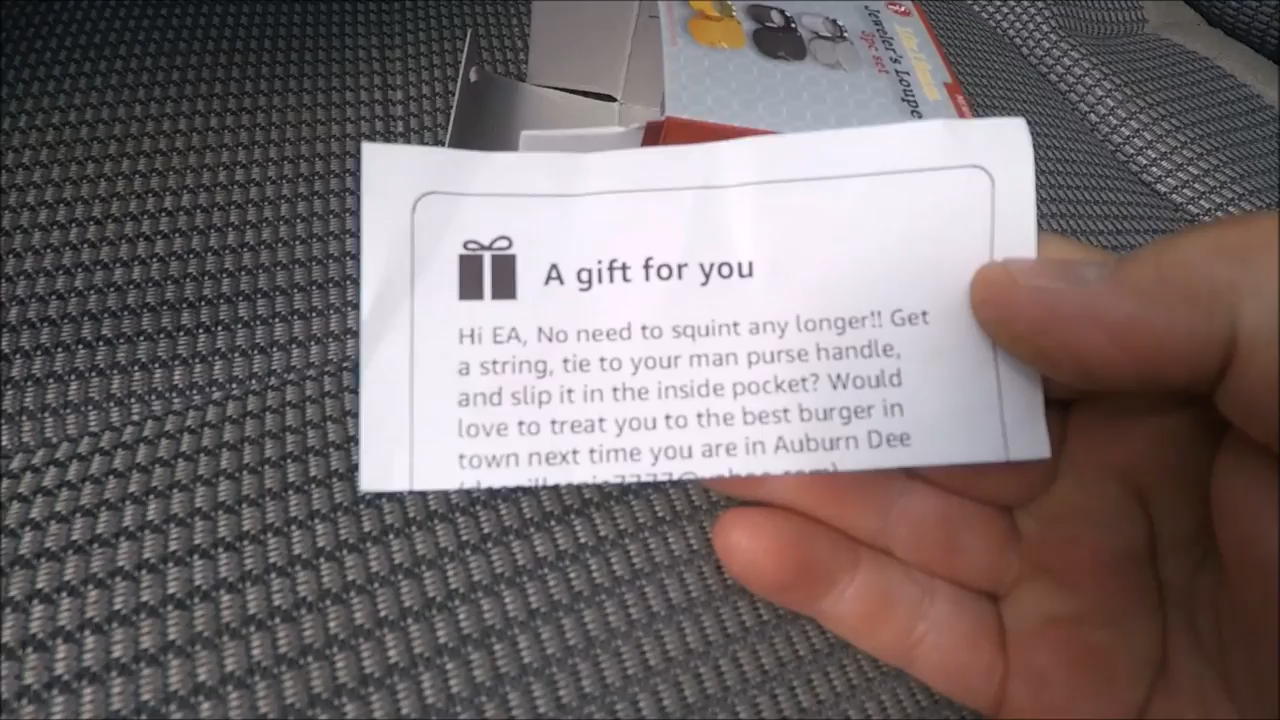 Jeweler's Loupe
3pc set
NEW
A gift for you
Hi EA, No need to squint any longer!! Get
a string, tie to your man purse handle,
and slip it in the inside pocket? Would
love to treat you to the best burger in
town next time you are in Auburn Dee